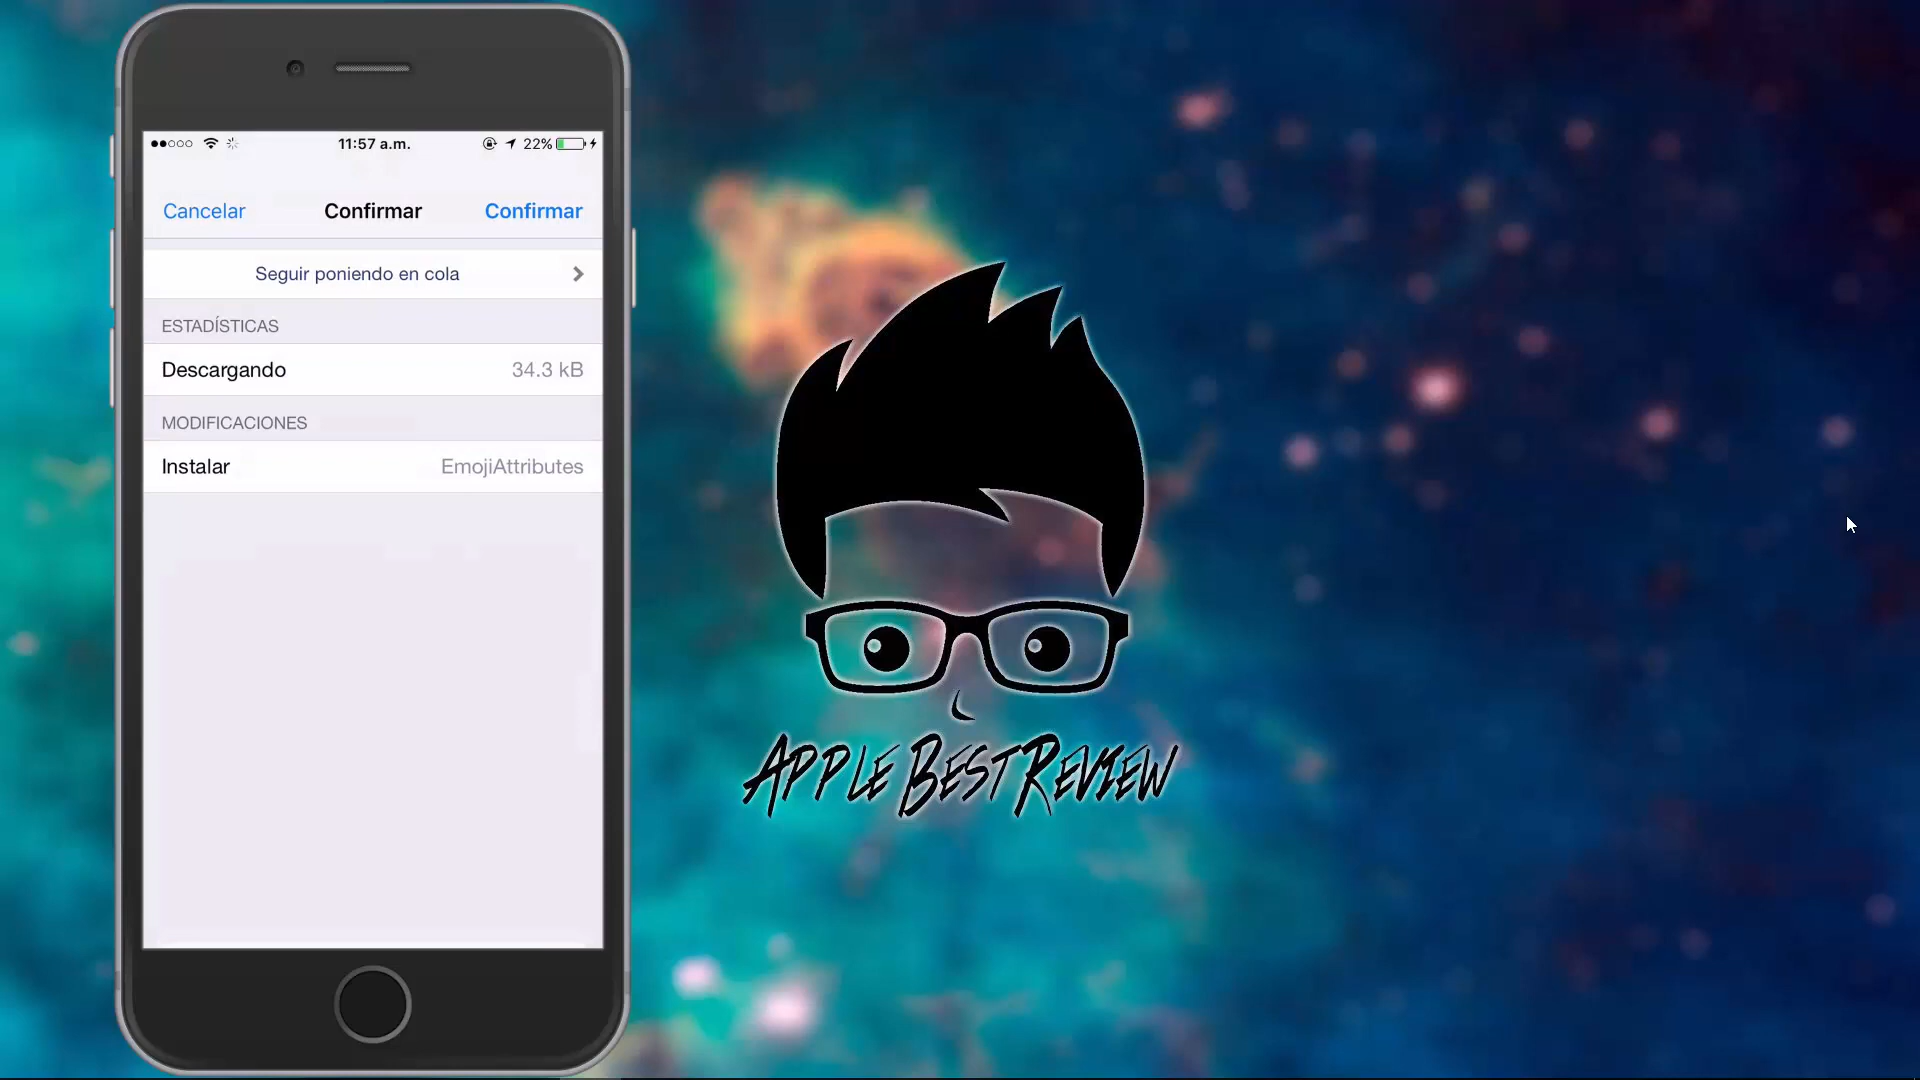 11:57 a.m.
22%
Cancelar
Confirmar
Confirmar
Seguir poniendo en cola
ESTADÍSTICAS
Descargando
34.3 kB
MODIFICACIONES
Instalar
EmojiAttributes
APPLE BEST REVIEW